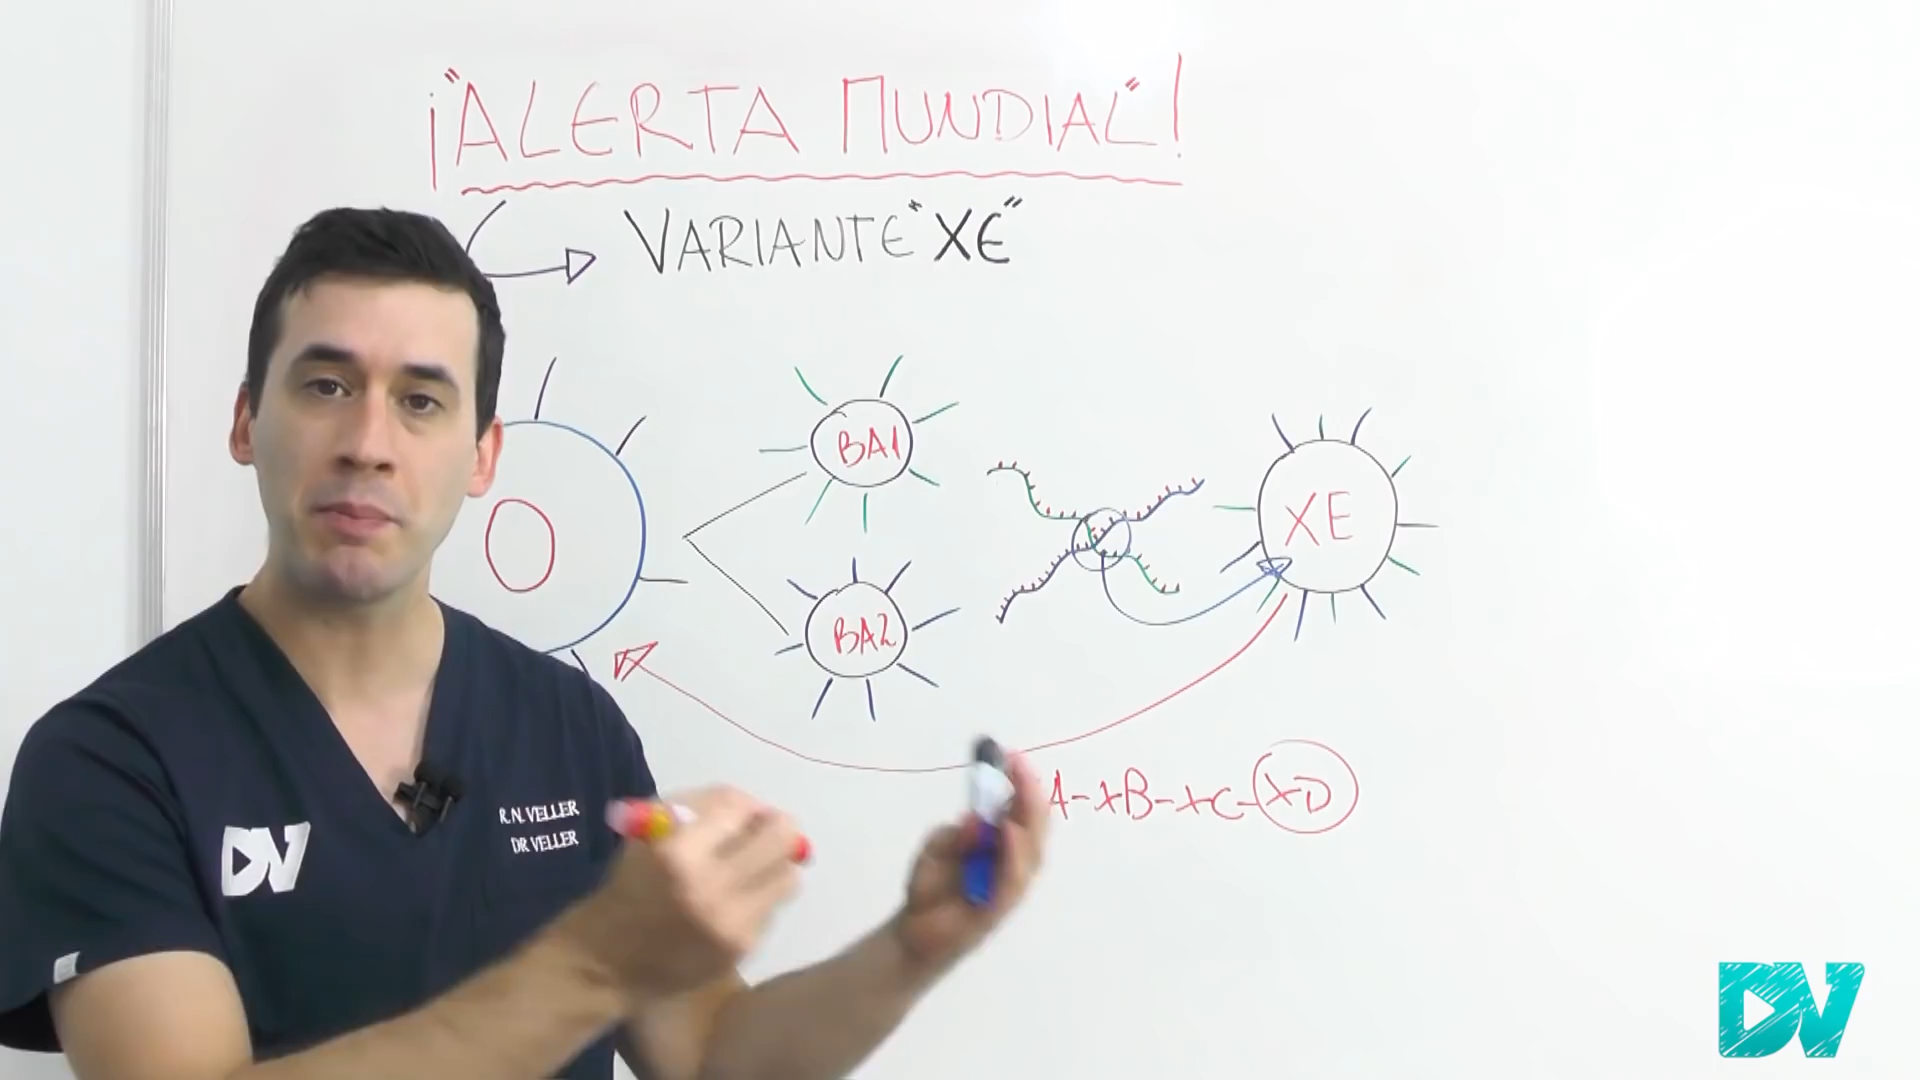 ¡"ALERTA MUNDIAL"!
VARIANTE "XE"
BA1
XE
BA2
A-XB-XC-XD
R.N. VELLER
DR VELLER
DV
DV